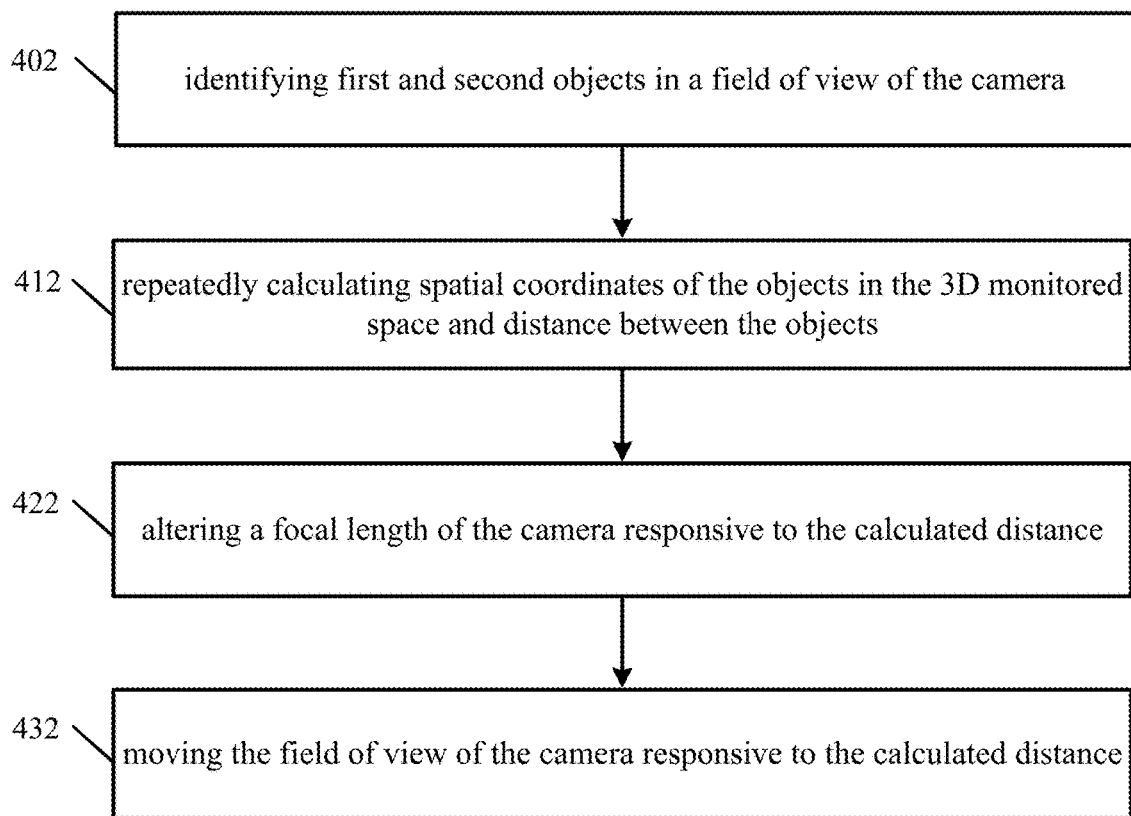 402
identifying first and second objects in a field of view of the camera
412
repeatedly calculating spatial coordinates of the objects in the 3D monitored
space and distance between the objects
422
altering a focal length of the camera responsive to the calculated distance
432
moving the field of view of the camera responsive to the calculated distance